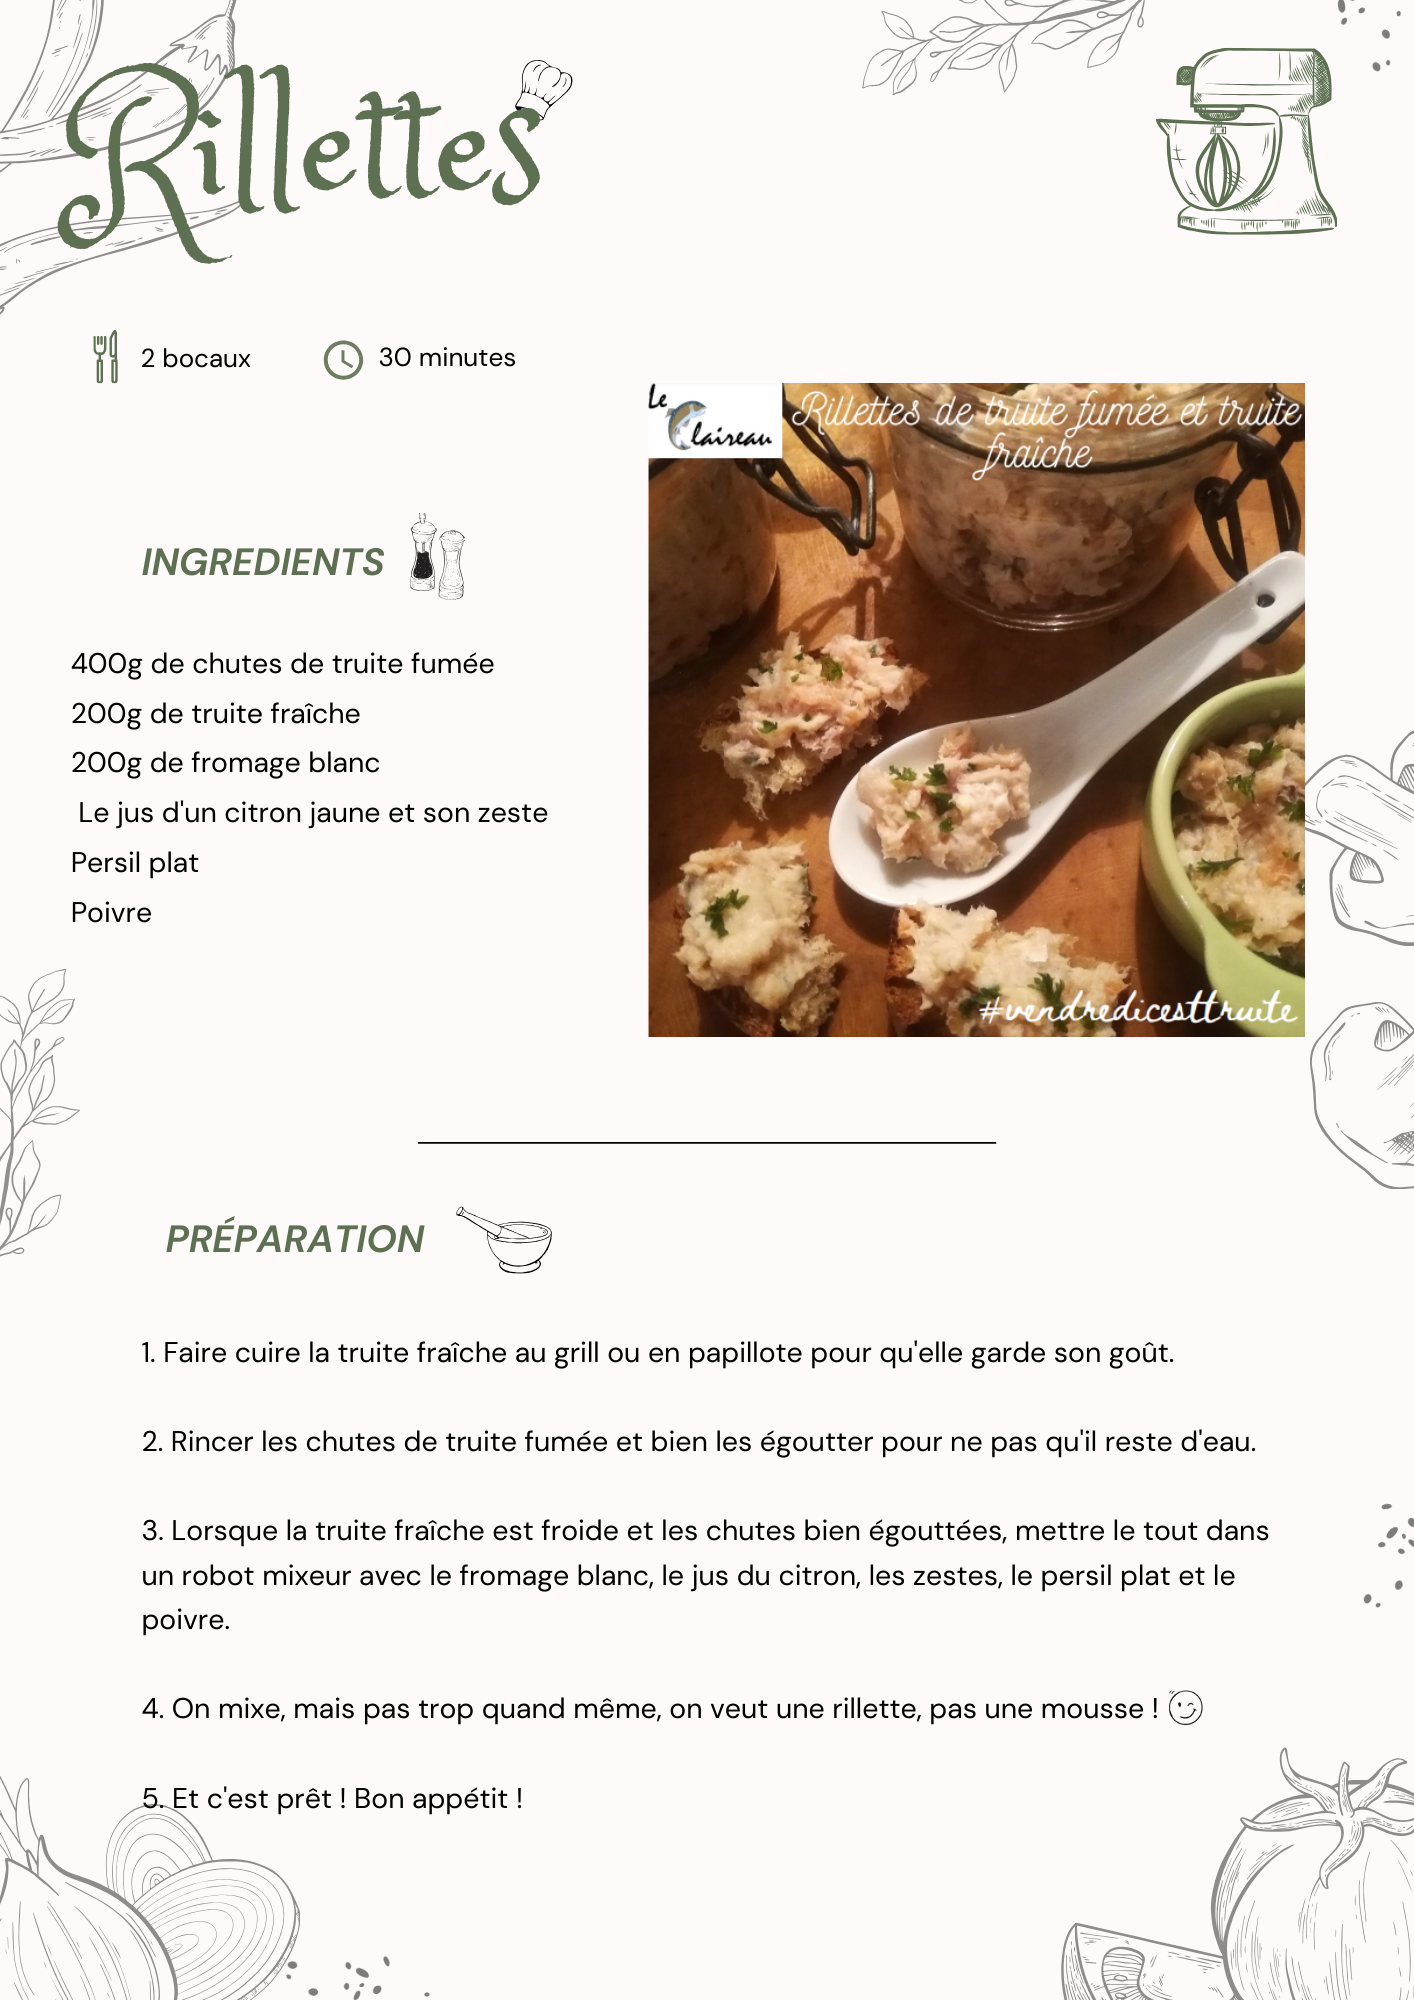 Rillettes
2 bocaux
30 minutes
Le Claireau
Rillettes de truite fumée et truite
fraîche
INGREDIENTS
400g de chutes de truite fumée
200g de truite fraîche
200g de fromage blanc
Le jus d'un citron jaune et son zeste
Persil plat
Poivre
#vendredicesttruite
PRÉPARATION
1. Faire cuire la truite fraîche au grill ou en papillote pour qu'elle garde son goût.
2. Rincer les chutes de truite fumée et bien les égoutter pour ne pas qu'il reste d'eau.
3. Lorsque la truite fraîche est froide et les chutes bien égouttées, mettre le tout dans
un robot mixeur avec le fromage blanc, le jus du citron, les zestes, le persil plat et le
poivre.
4. On mixe, mais pas trop quand même, on veut une rillette, pas une mousse !
5. Et c'est prêt ! Bon appétit !